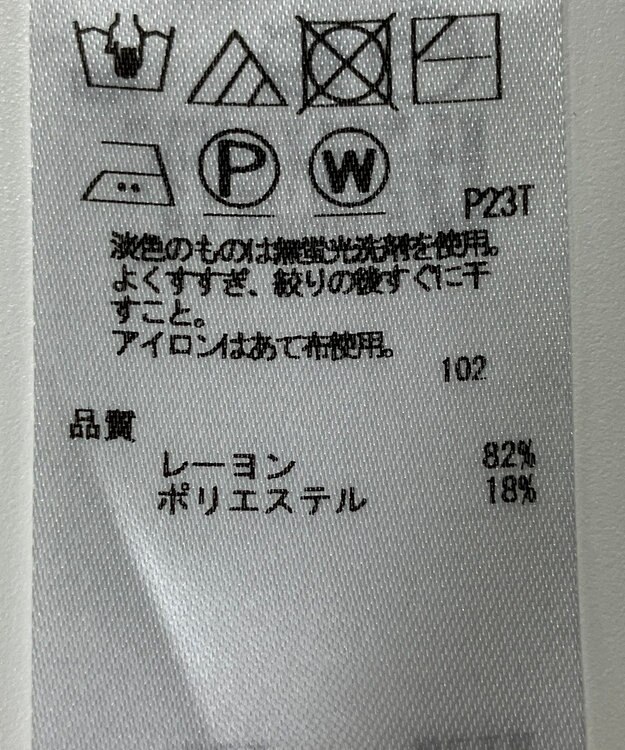 P W
P23T
淡色のものは無蛍光洗剤を使用。
よくすすぎ、絞りの後すぐに干
すこと。
アイロンはあて布使用。
102
品質
レーヨン 82%
ポリエステル 18%